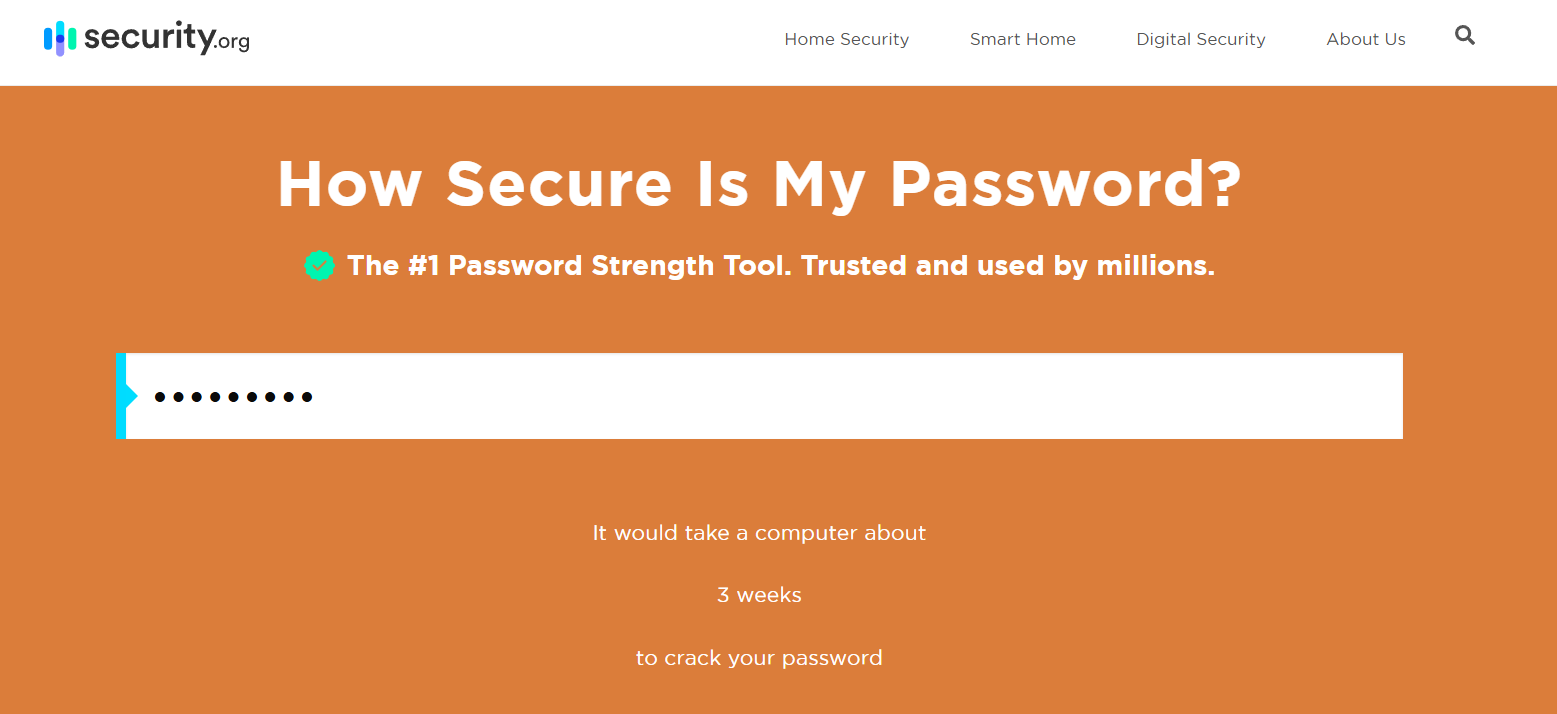 security.org
Home Security Smart Home Digital Security About Us
How Secure Is My Password?
The #1 Password Strength Tool. Trusted and used by millions.
•••••••••
It would take a computer about
3 weeks
to crack your password